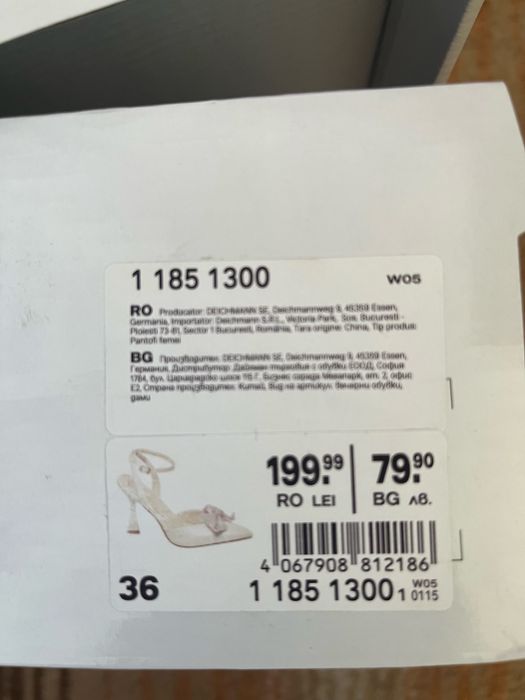 1 185 1300 W05
RO Producator: DEICHMANN SE, Deichmannweg 9, 45359 Essen,
Germania, Importator: Deichmann S.R.L., Victoria Park, Sos. Bucuresti -
Ploiesti 73-81, Sector 1 Bucuresti, România, Tara origine: China, Tip produs:
Pantofi femei
BG Производител: DEICHMANN SE, Deichmannweg 9, 45359 Essen,
Германия, Дистрибутор: Дайхман търговия с обувки ЕООД, София
1784, бул. Цариградско шосе 115 Г, Бизнес сграда Мегапарк, ет. 2, офис
E2, Страна производител: Китай, Вид на артикул: вечерни обувки,
дами
199.99 79.90
RO LEI BG лв.
4 067908 812186
36 1 185 1300 1 W05 0115